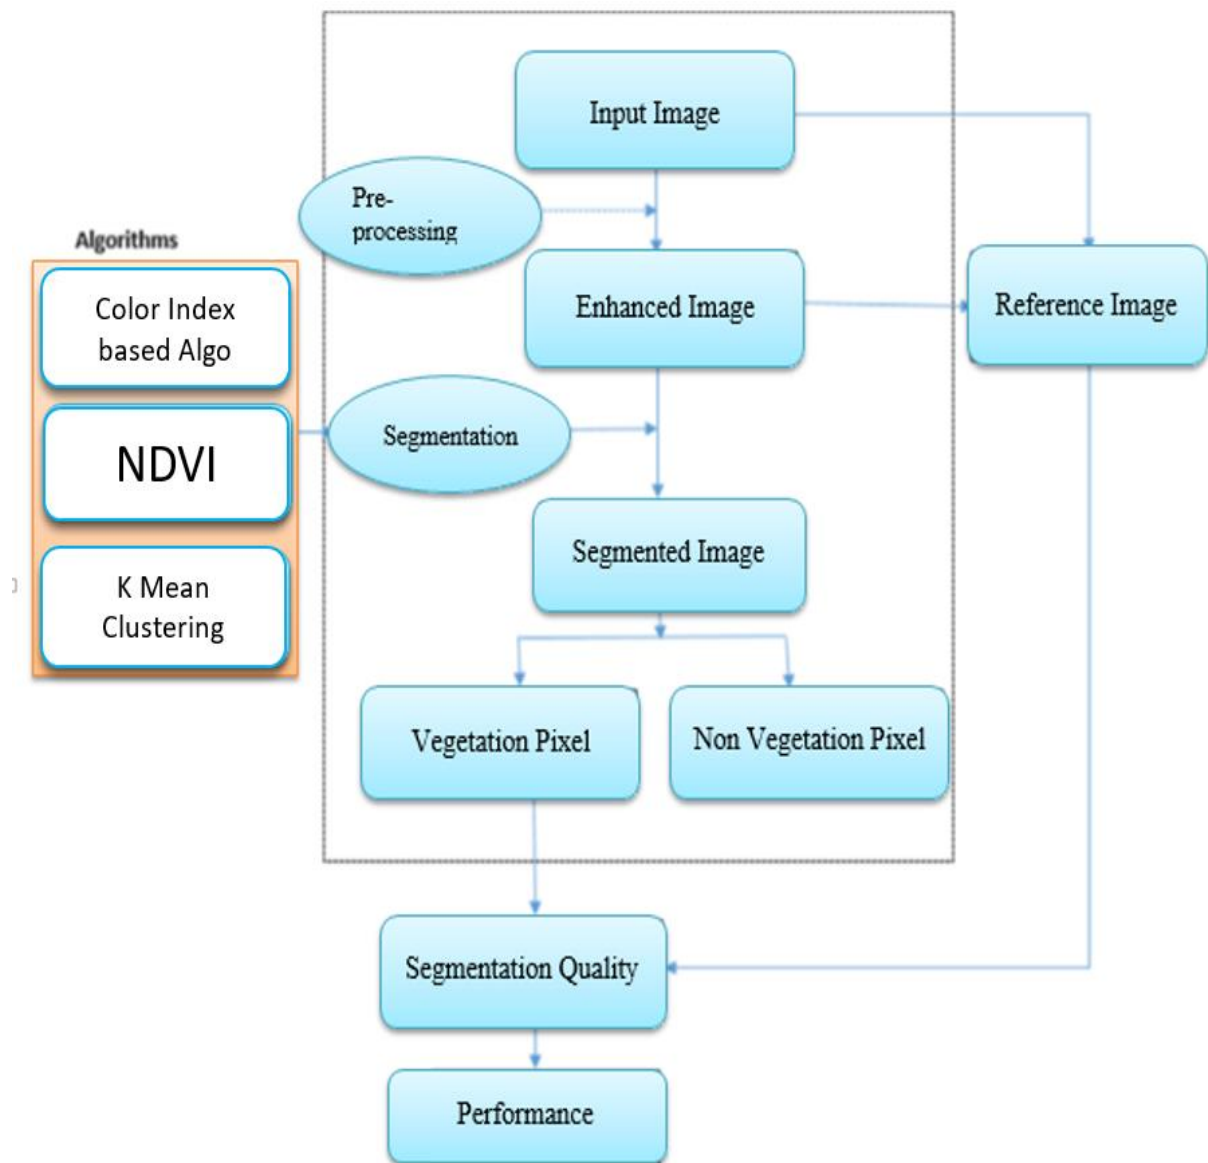 Input Image
Pre-
processing
Algorithms
Color Index
based Algo
Enhanced Image
Reference Image
NDVI
Segmentation
Segmented Image
K Mean
Clustering
Vegetation Pixel
Non Vegetation Pixel
Segmentation Quality
Performance